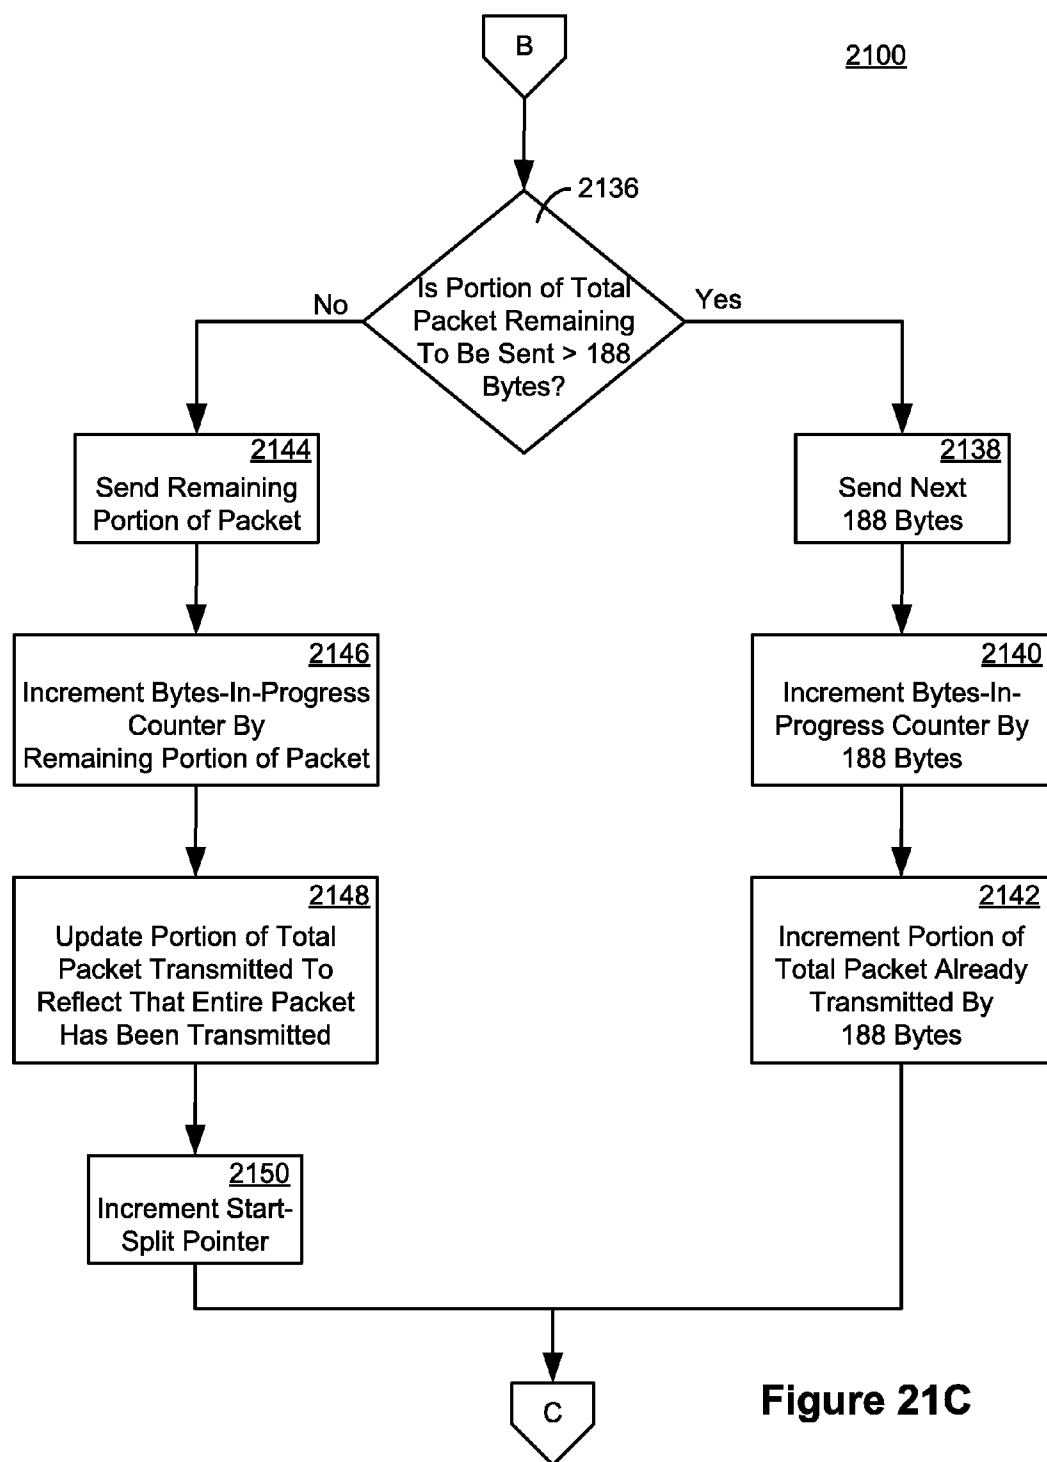 B
2100
2136
Is Portion of Total
Packet Remaining
To Be Sent > 188
Bytes?
No
Yes
2144
Send Remaining
Portion of Packet
2138
Send Next
188 Bytes
2146
Increment Bytes-In-Progress
Counter By
Remaining Portion of Packet
2140
Increment Bytes-In-
Progress Counter By
188 Bytes
2148
Update Portion of Total
Packet Transmitted To
Reflect That Entire Packet
Has Been Transmitted
2142
Increment Portion of
Total Packet Already
Transmitted By
188 Bytes
2150
Increment Start-
Split Pointer
C
Figure 21C